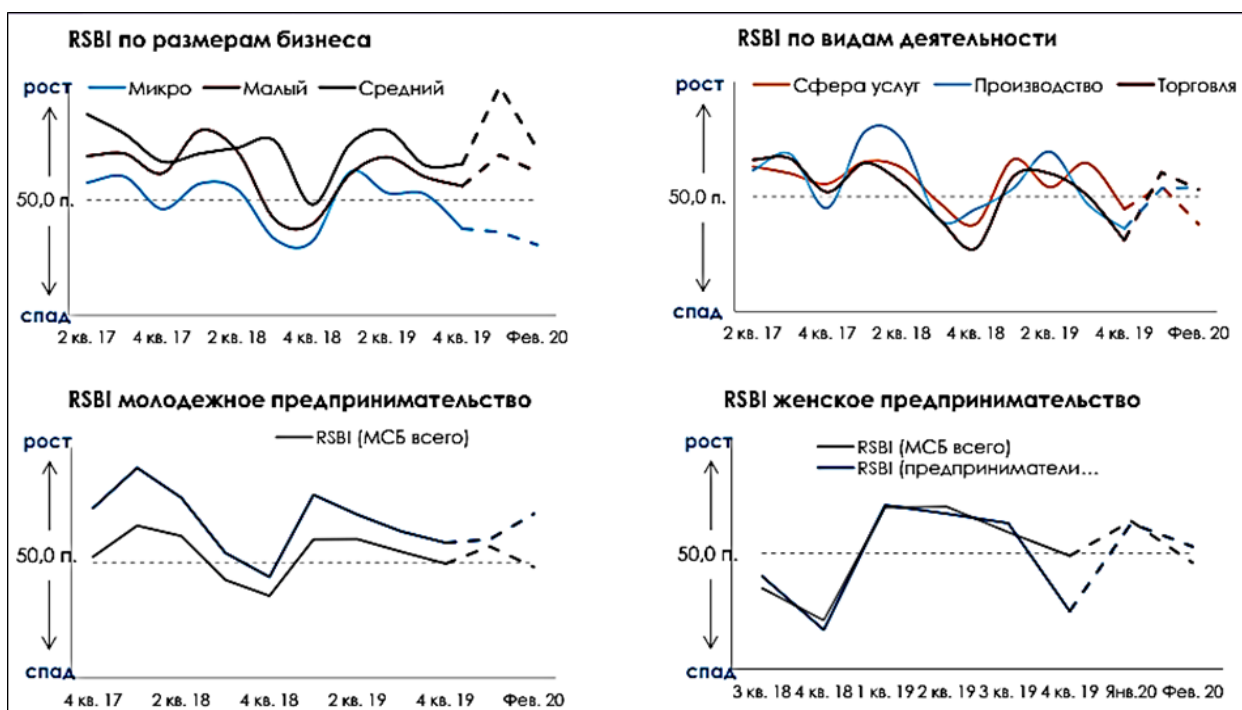 RSBI по размерам бизнеса
рост
Микро Малый Средний
50,0 п.
спад
2 кв. 17 4 кв. 17 2 кв. 18 4 кв. 18 2 кв. 19 4 кв. 19 Фев. 20
RSBI по видам деятельности
рост
Сфера услуг Производство Торговля
50,0 п.
спад
2 кв. 17 4 кв. 17 2 кв. 18 4 кв. 18 2 кв. 19 4 кв. 19 Фев. 20
RSBI молодежное предпринимательство
рост
RSBI (МСБ всего)
50,0 п.
спад
4 кв. 17 2 кв. 18 4 кв. 18 2 кв. 19 4 кв. 19 Фев. 20
RSBI женское предпринимательство
рост
RSBI (МСБ всего)
RSBI (предприниматели...
50,0 п.
спад
3 кв. 18 4 кв. 18 1 кв. 19 2 кв. 19 3 кв. 19 4 кв. 19 Янв.20 Фев. 20